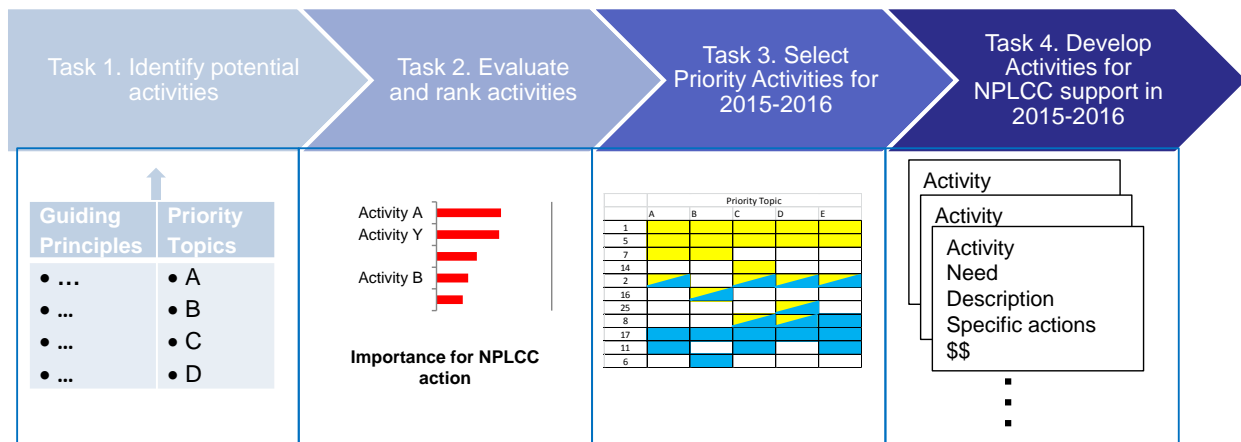 Task 1. Identify potential
activities
Task 2. Evaluate
and rank activities
Task 3. Select
Priority Activities for
2015-2016
Task 4. Develop
Activities for
NPLCC support in
2015-2016
Guiding Principles
Priority Topics
• ...
• A
• ...
• B
• ...
• C
• ...
• D
Activity A
Activity Y
Activity B
Importance for NPLCC
action
Priority Topic
A B C D E
1
5
7
14
2
16
25
8
17
11
6
Activity
Activity
Activity
Need
Description
Specific actions
$$